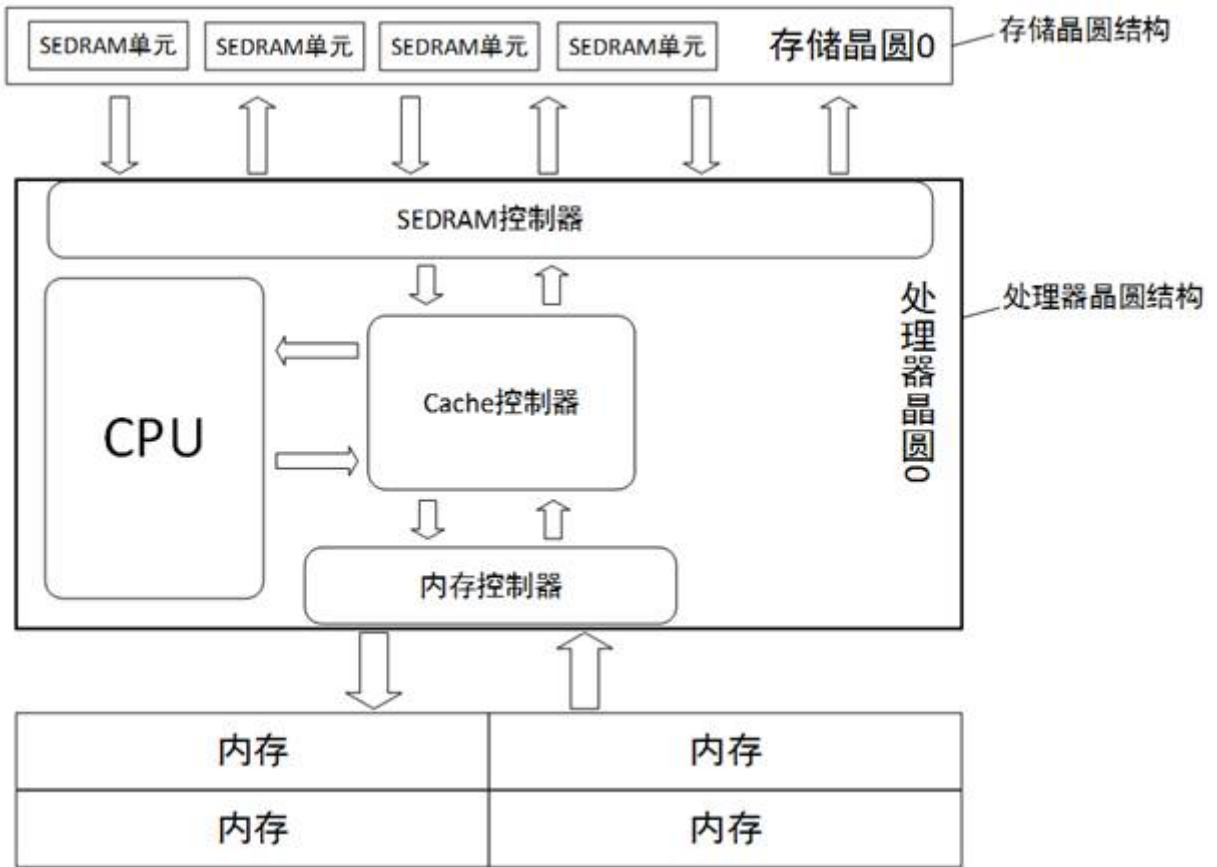 SEDRAM单元
SEDRAM单元
SEDRAM单元
SEDRAM单元
存储晶圆0
存储晶圆结构
SEDRAM控制器
处理器晶圆0
处理器晶圆结构
CPU
Cache控制器
内存控制器
内存
内存
内存
内存